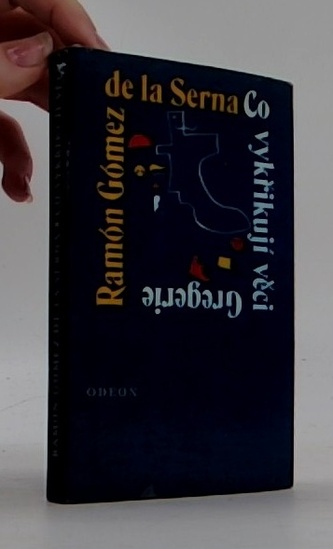 Ramón Gómez
de la Serna
Co vykřikují věci
Gregerie
ODEON